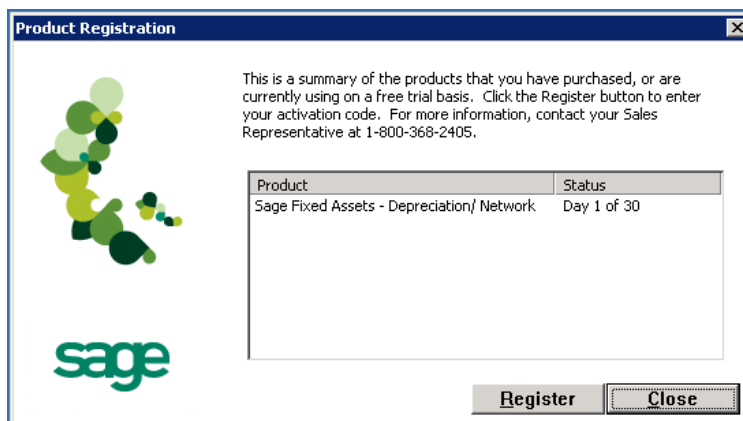 Product Registration
This is a summary of the products that you have purchased, or are
currently using on a free trial basis.  Click the Register button to enter
your activation code.  For more information, contact your Sales
Representative at 1-800-368-2405.
Product Status
Sage Fixed Assets - Depreciation/ Network Day 1 of 30
sage
Register Close